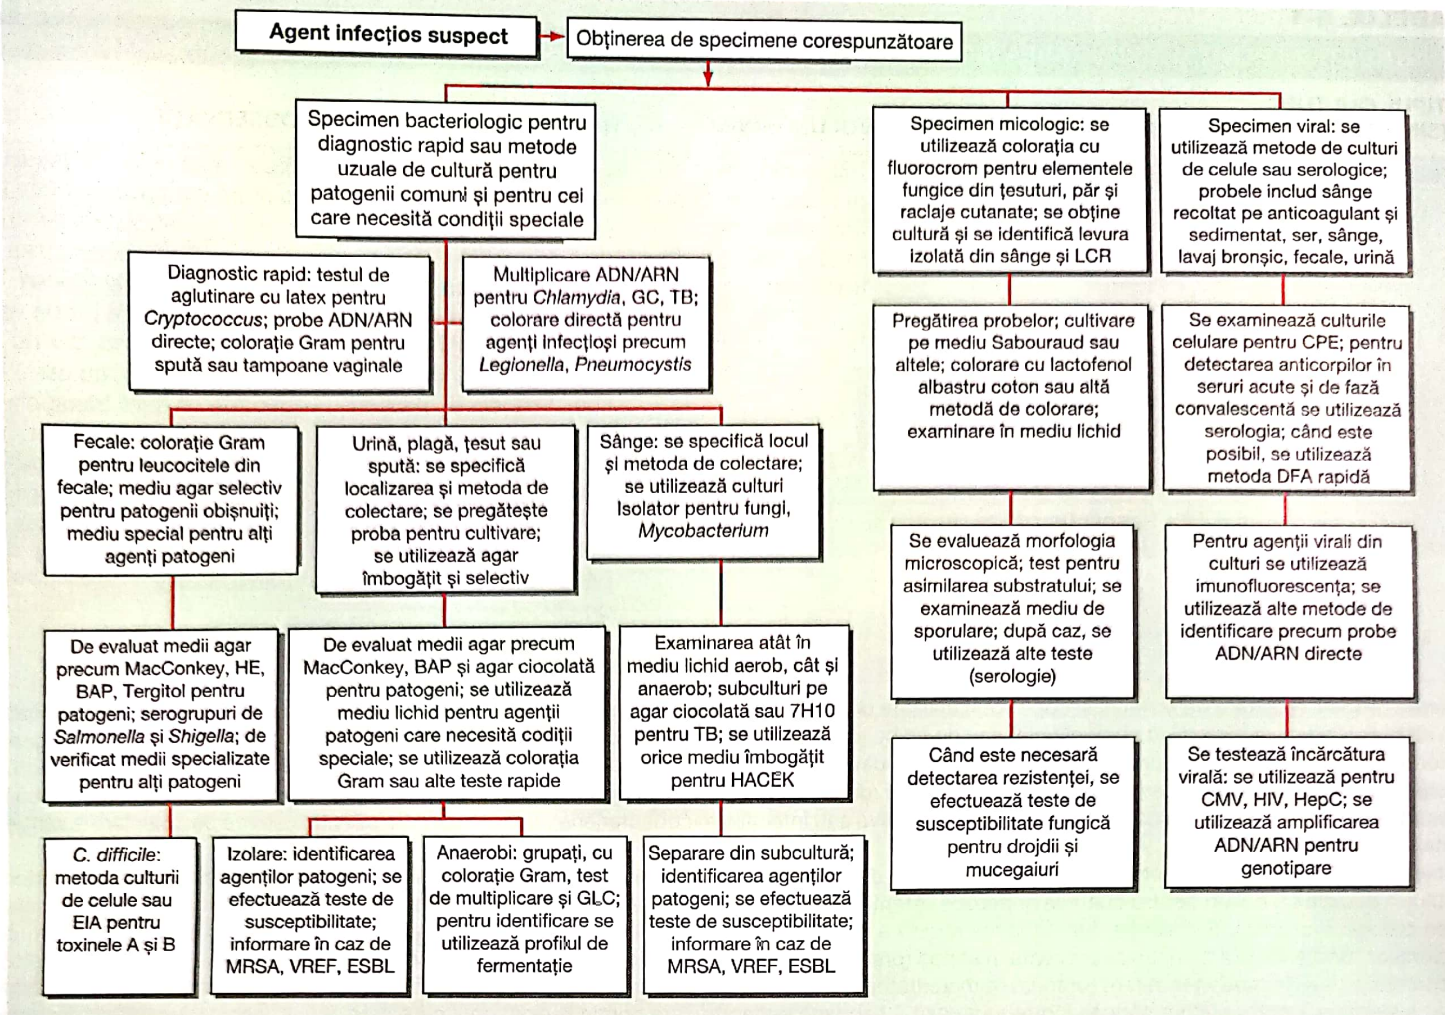 Agent infecțios suspect
Obținerea de specimene corespunzătoare
Specimen bacteriologic pentru
diagnostic rapid sau metode
uzuale de cultură pentru
patogenii comuni și pentru cei
care necesită condiții speciale
Specimen micologic: se
utilizează colorația cu
fluorocrom pentru elementele
fungice din țesuturi, păr și
raclaje cutanate; se obține
cultură și se identifică levura
izolată din sânge și LCR
Specimen viral: se
utilizează metode de culturi
de celule sau serologice;
probele includ sânge
recoltat pe anticoagulant și
sedimentat, ser, sânge,
lavaj bronșic, fecale, urină
Diagnostic rapid: testul de
aglutinare cu latex pentru
Cryptococcus; probe ADN/ARN
directe; colorație Gram pentru
spută sau tampoane vaginale
Multiplicare ADN/ARN
pentru Chlamydia, GC, TB;
colorare directă pentru
agenți infecțioși precum
Legionella, Pneumocystis
Pregătirea probelor; cultivare
pe mediu Sabouraud sau
altele; colorare cu lactofenol
albastru coton sau altă
metodă de colorare;
examinare în mediu lichid
Se examinează culturile
celulare pentru CPE; pentru
detectarea anticorpilor în
seruri acute și de fază
convalescentă se utilizează
serologia; când este
posibil, se utilizează
metoda DFA rapidă
Fecale: colorație Gram
pentru leucocitele din
fecale; mediu agar selectiv
pentru patogenii obișnuiți;
mediu special pentru alți
agenți patogeni
Urină, plagă, țesut sau
spută: se specifică
localizarea și metoda de
colectare; se pregătește
proba pentru cultivare;
se utilizează agar
îmbogățit și selectiv
Sânge: se specifică locul
și metoda de colectare;
se utilizează culturi
Isolator pentru fungi,
Mycobacterium
Se evaluează morfologia
microscopică; test pentru
asimilarea substratului; se
examinează mediu de
sporulare; după caz, se
utilizează alte teste
(serologie)
Pentru agenții virali din
culturi se utilizează
imunofluorescența; se
utilizează alte metode de
identificare precum probe
ADN/ARN directe
De evaluat medii agar
precum MacConkey, HE,
BAP, Tergitol pentru
patogeni; serogrupuri de
Salmonella și Shigella; de
verificat medii specializate
pentru alți patogeni
De evaluat medii agar precum
MacConkey, BAP și agar ciocolată
pentru patogeni; se utilizează
mediu lichid pentru agenții
patogeni care necesită codiții
speciale; se utilizează colorația
Gram sau alte teste rapide
Examinarea atât în
mediu lichid aerob, cât și
anaerob; subculturi pe
agar ciocolată sau 7H10
pentru TB; se utilizează
orice mediu îmbogățit
pentru HACEK
Când este necesară
detectarea rezistenței, se
efectuează teste de
susceptibilitate fungică
pentru drojdii și
mucegaiuri
Se testează încărcătura
virală: se utilizează pentru
CMV, HIV, HepC; se
utilizează amplificarea
ADN/ARN pentru
genotipare
C. difficile:
metoda culturii
de celule sau
EIA pentru
toxinele A și B
Izolare: identificarea
agenților patogeni; se
efectuează teste de
susceptibilitate;
informare în caz de
MRSA, VREF, ESBL
Anaerobi: grupați, cu
colorație Gram, test
de multiplicare și GLC;
pentru identificare se
utilizează profilul de
fermentație
Separare din subcultură;
identificarea agenților
patogeni; se efectuează
teste de susceptibilitate;
informare în caz de
MRSA, VREF, ESBL